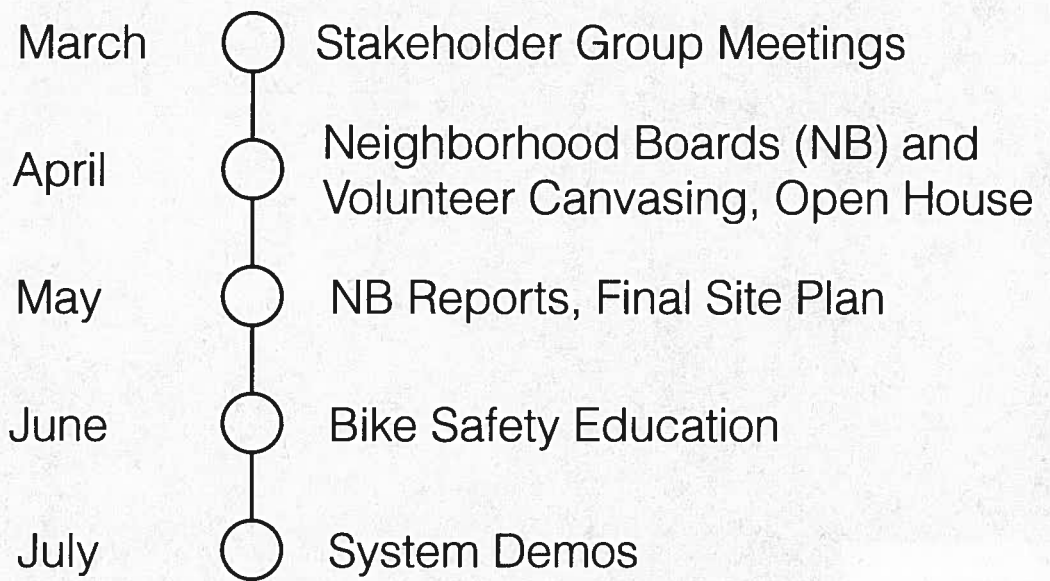 March Stakeholder Group Meetings
April Neighborhood Boards (NB) and
Volunteer Canvasing, Open House
May NB Reports, Final Site Plan
June Bike Safety Education
July System Demos